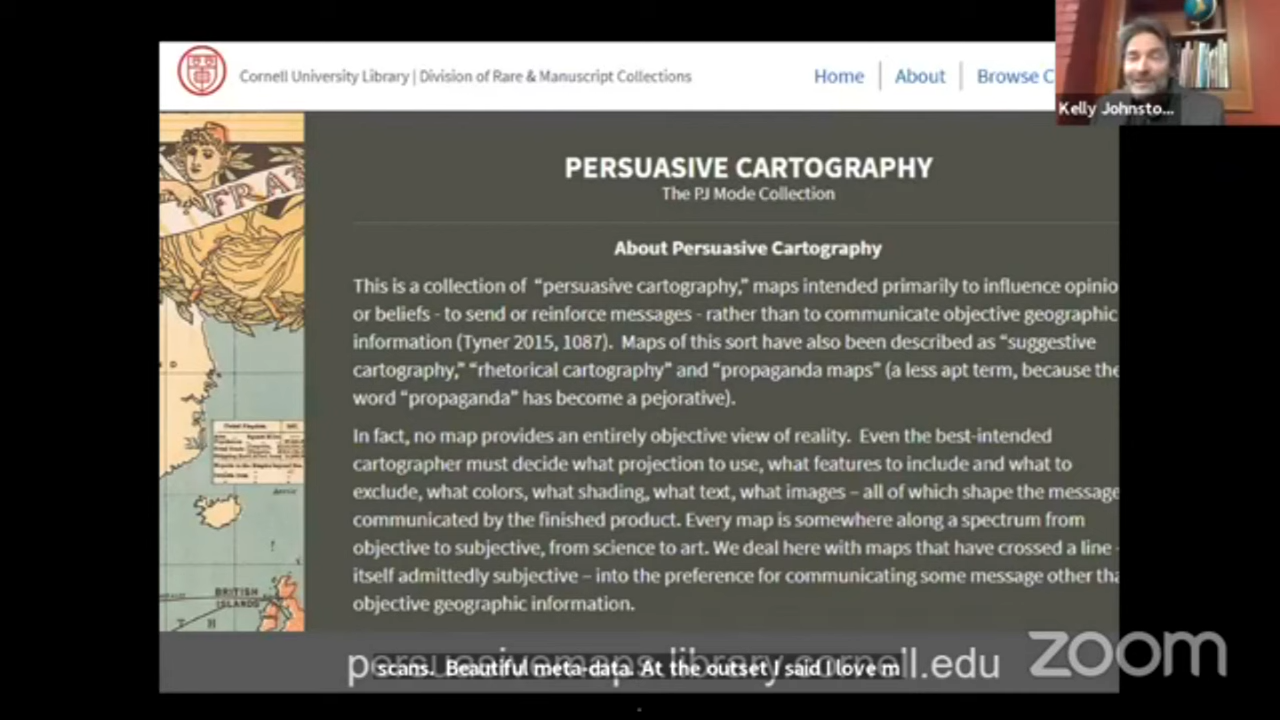 Cornell University Library | Division of Rare & Manuscript Collections
Home
About
Browse C
Kelly Johnsto...
FRA
PERSUASIVE CARTOGRAPHY
The PJ Mode Collection
About Persuasive Cartography
This is a collection of “persuasive cartography,” maps intended primarily to influence opinio
or beliefs - to send or reinforce messages - rather than to communicate objective geographic
information (Tyner 2015, 1087). Maps of this sort have also been described as “suggestive
cartography,” “rhetorical cartography” and “propaganda maps” (a less apt term, because the
word “propaganda” has become a pejorative).
In fact, no map provides an entirely objective view of reality. Even the best-intended
cartographer must decide what projection to use, what features to include and what to
exclude, what colors, what shading, what text, what images – all of which shape the message
communicated by the finished product. Every map is somewhere along a spectrum from
objective to subjective, from science to art. We deal here with maps that have crossed a line -
itself admittedly subjective – into the preference for communicating some message other tha
objective geographic information.
BRITISH
ISLANDS
persuasivemaps.library.cornell.edu
scans. Beautiful meta-data. At the outset I said I love m
zoom